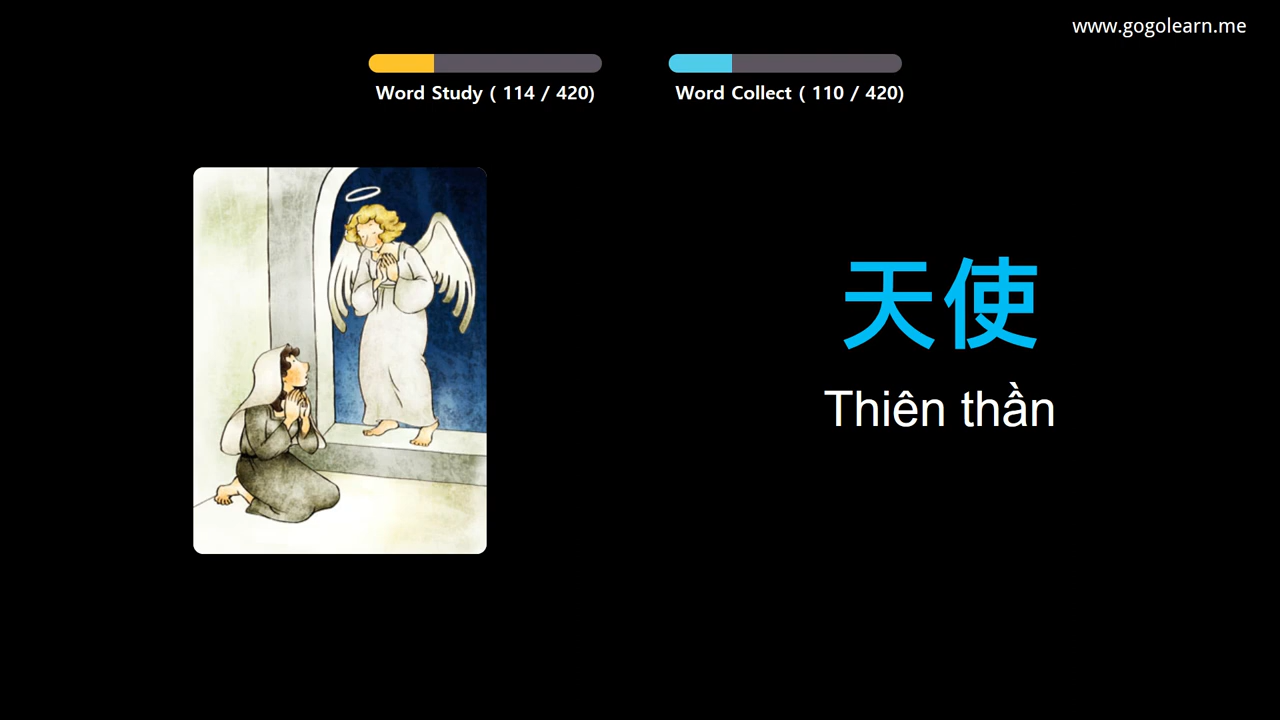 www.gogolearn.me
Word Study ( 114 / 420)
Word Collect ( 110 / 420)
天使
Thiên thần